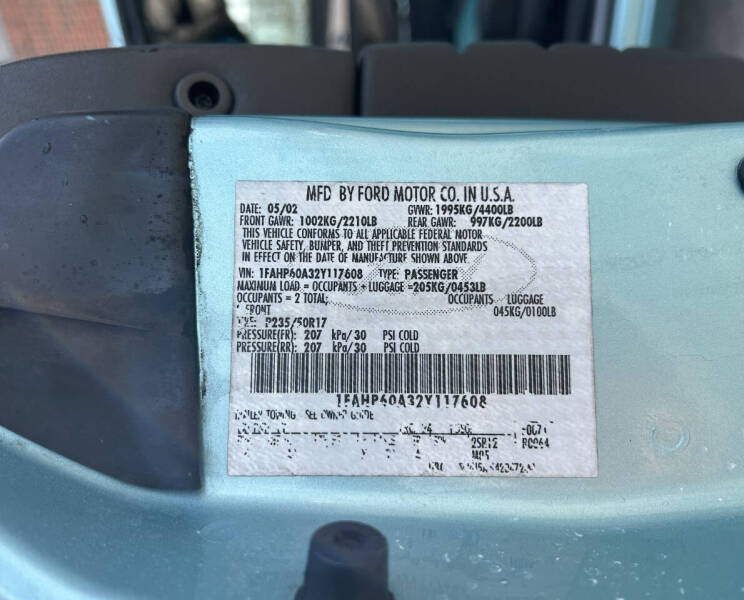 MFD BY FORD MOTOR CO. IN U.S.A.
DATE: 05/02 GVWR: 1995KG/4400LB
FRONT GAWR: 1002KG/2210LB REAR GAWR: 997KG/2200LB
THIS VEHICLE CONFORMS TO ALL APPLICABLE FEDERAL MOTOR
VEHICLE SAFETY, BUMPER, AND THEFT PREVENTION STANDARDS
IN EFFECT ON THE DATE OF MANUFACTURE SHOWN ABOVE.
VIN: 1FAHP60A32Y117608 TYPE: PASSENGER
MAXIMUM LOAD = OCCUPANTS + LUGGAGE =205KG/0453LB
OCCUPANTS = 2 TOTAL; OCCUPANTS LUGGAGE
FRONT 045KG/0100LB
P235/50R17
PRESSURE(FR): 207 kPa/30 PSI COLD
PRESSURE(RR): 207 kPa/30 PSI COLD
1FAHP60A32Y117608
TOWING - SEE OWNER GUIDE